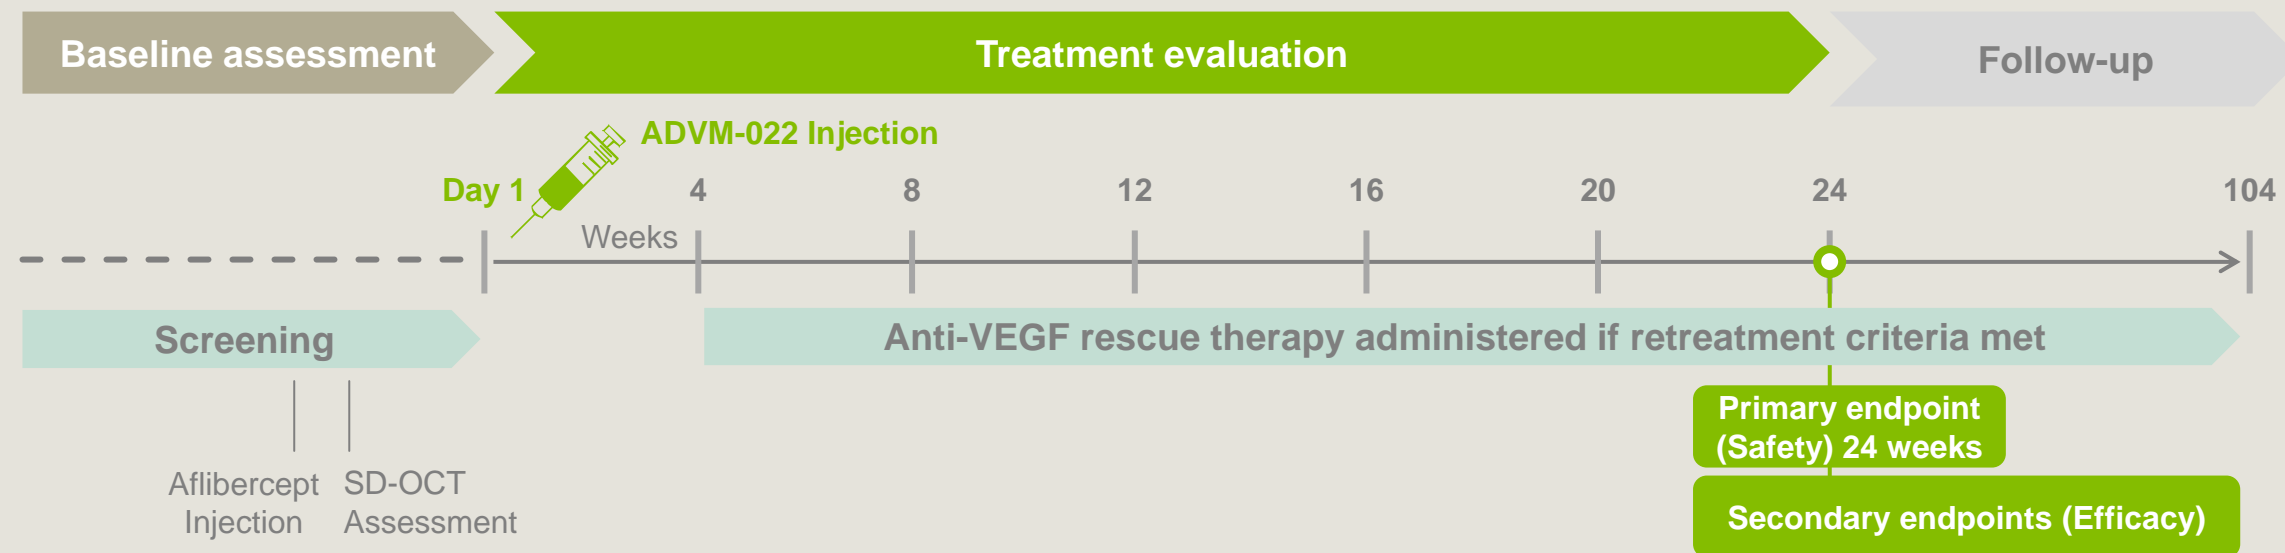 Baseline assessment
Treatment evaluation
Follow-up
ADVM-022 Injection
Day 1
4
8
12
16
20
24
104
Weeks
Screening
Anti-VEGF rescue therapy administered if retreatment criteria met
Aflibercept
Injection
SD-OCT
Assessment
Primary endpoint
(Safety) 24 weeks
Secondary endpoints (Efficacy)